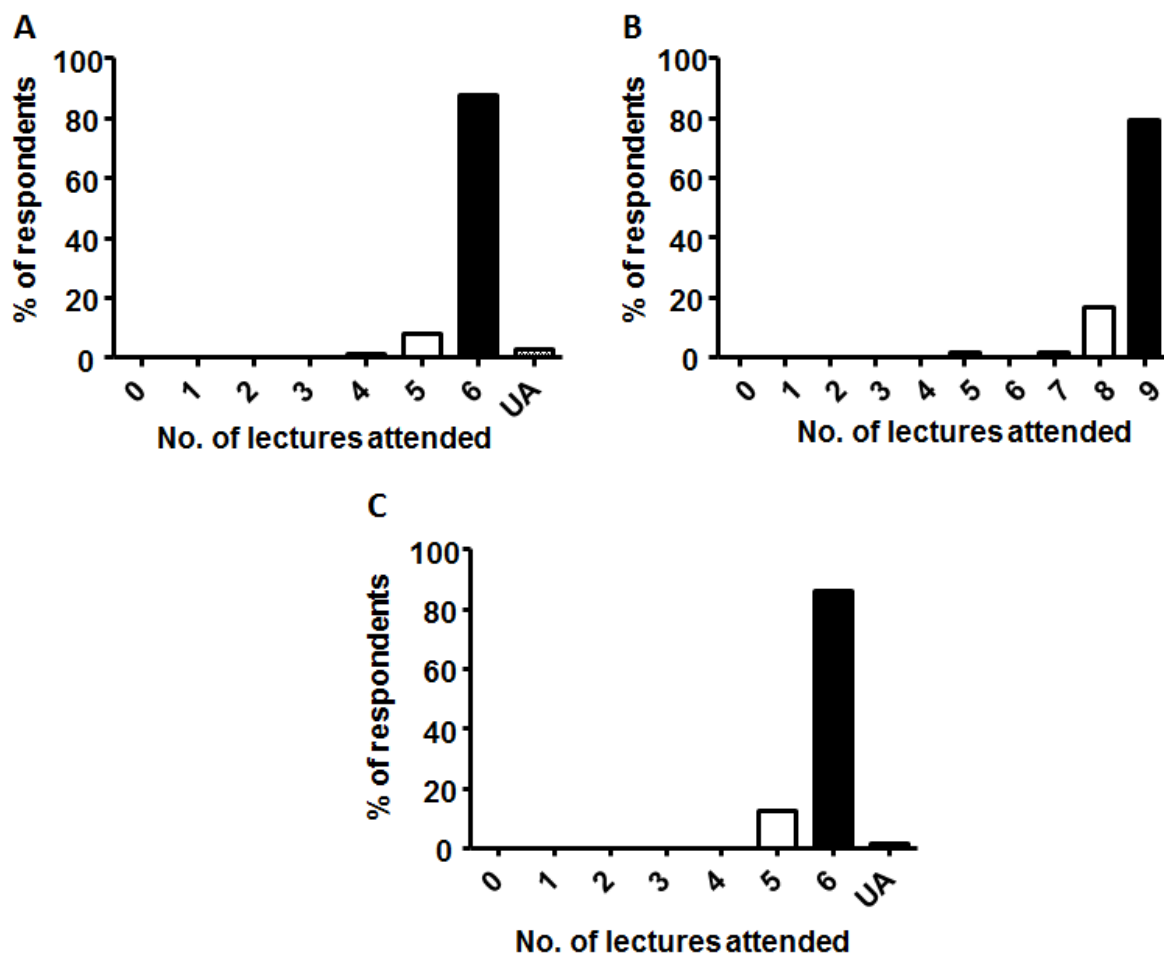 A
% of respondents
100
80
60
40
20
0
0 1 2 3 4 5 6 UA
No. of lectures attended
B
% of respondents
100
80
60
40
20
0
0 1 2 3 4 5 6 7 8 9
No. of lectures attended
C
% of respondents
100
80
60
40
20
0
0 1 2 3 4 5 6 UA
No. of lectures attended